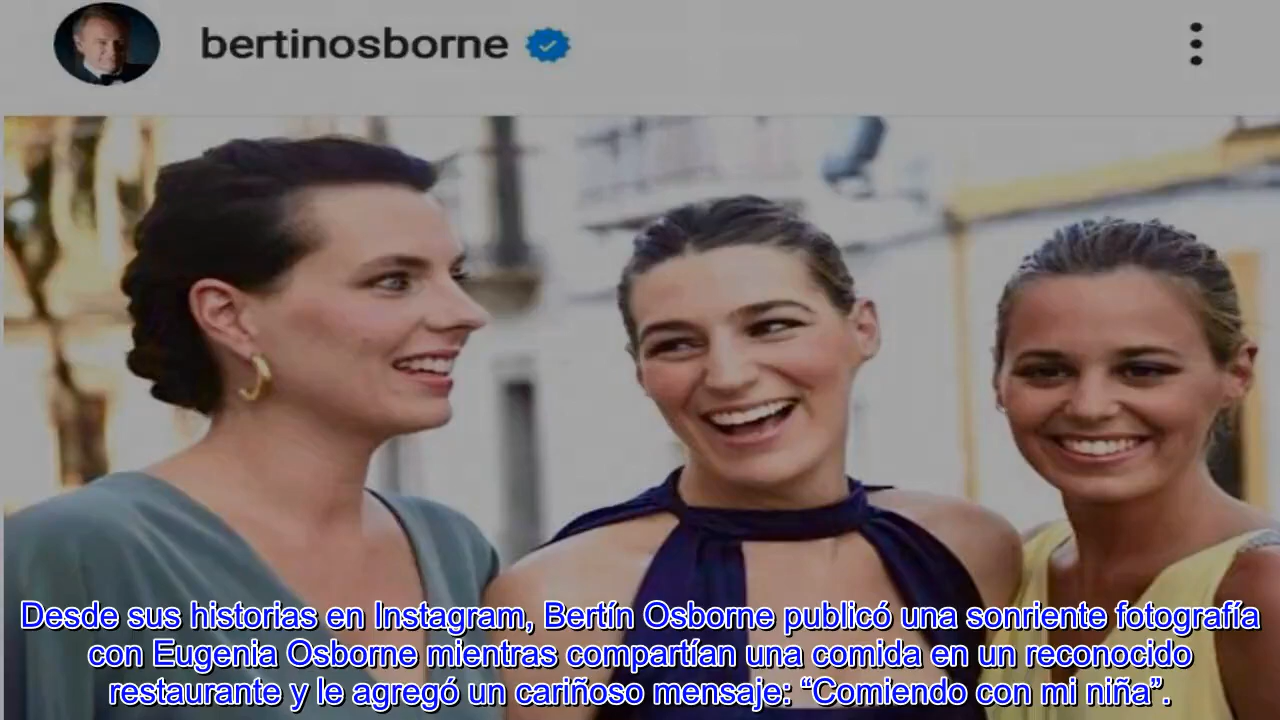 bertinosborne
Desde sus historias en Instagram, Bertín Osborne publicó una sonriente fotografía
con Eugenia Osborne mientras compartían una comida en un reconocido
restaurante y le agregó un cariñoso mensaje: “Comiendo con mi niña”.